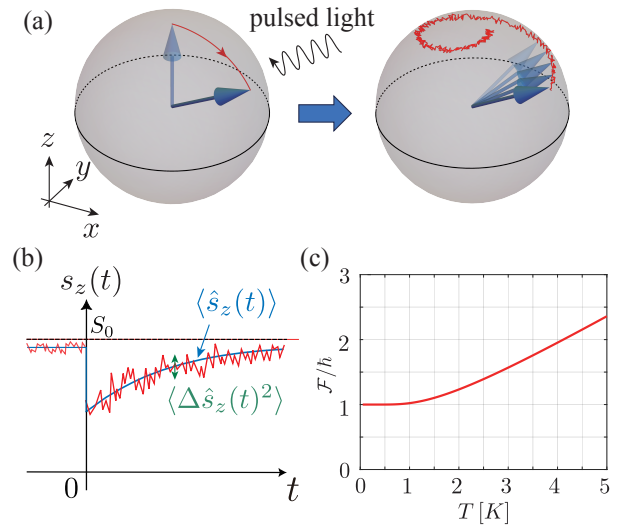 (a)
pulsed light
z
y
x
(b)
s_z(t)
S_0
⟨ŝ_z(t)⟩
⟨Δŝ_z(t)²⟩
0
t
(c)
3
2
1
0
F/ħ
0 1 2 3 4 5
T [K]